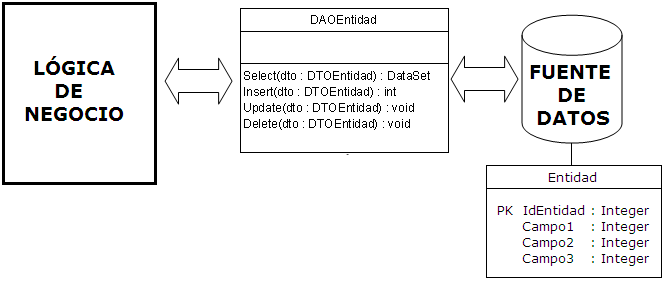 LÓGICA
DE
NEGOCIO
DAOEntidad
Select(dto : DTOEntidad) : DataSet
Insert(dto : DTOEntidad) : int
Update(dto : DTOEntidad) : void
Delete(dto : DTOEntidad) : void
FUENTE
DE
DATOS
Entidad
PK IdEntidad : Integer
Campo1 : Integer
Campo2 : Integer
Campo3 : Integer